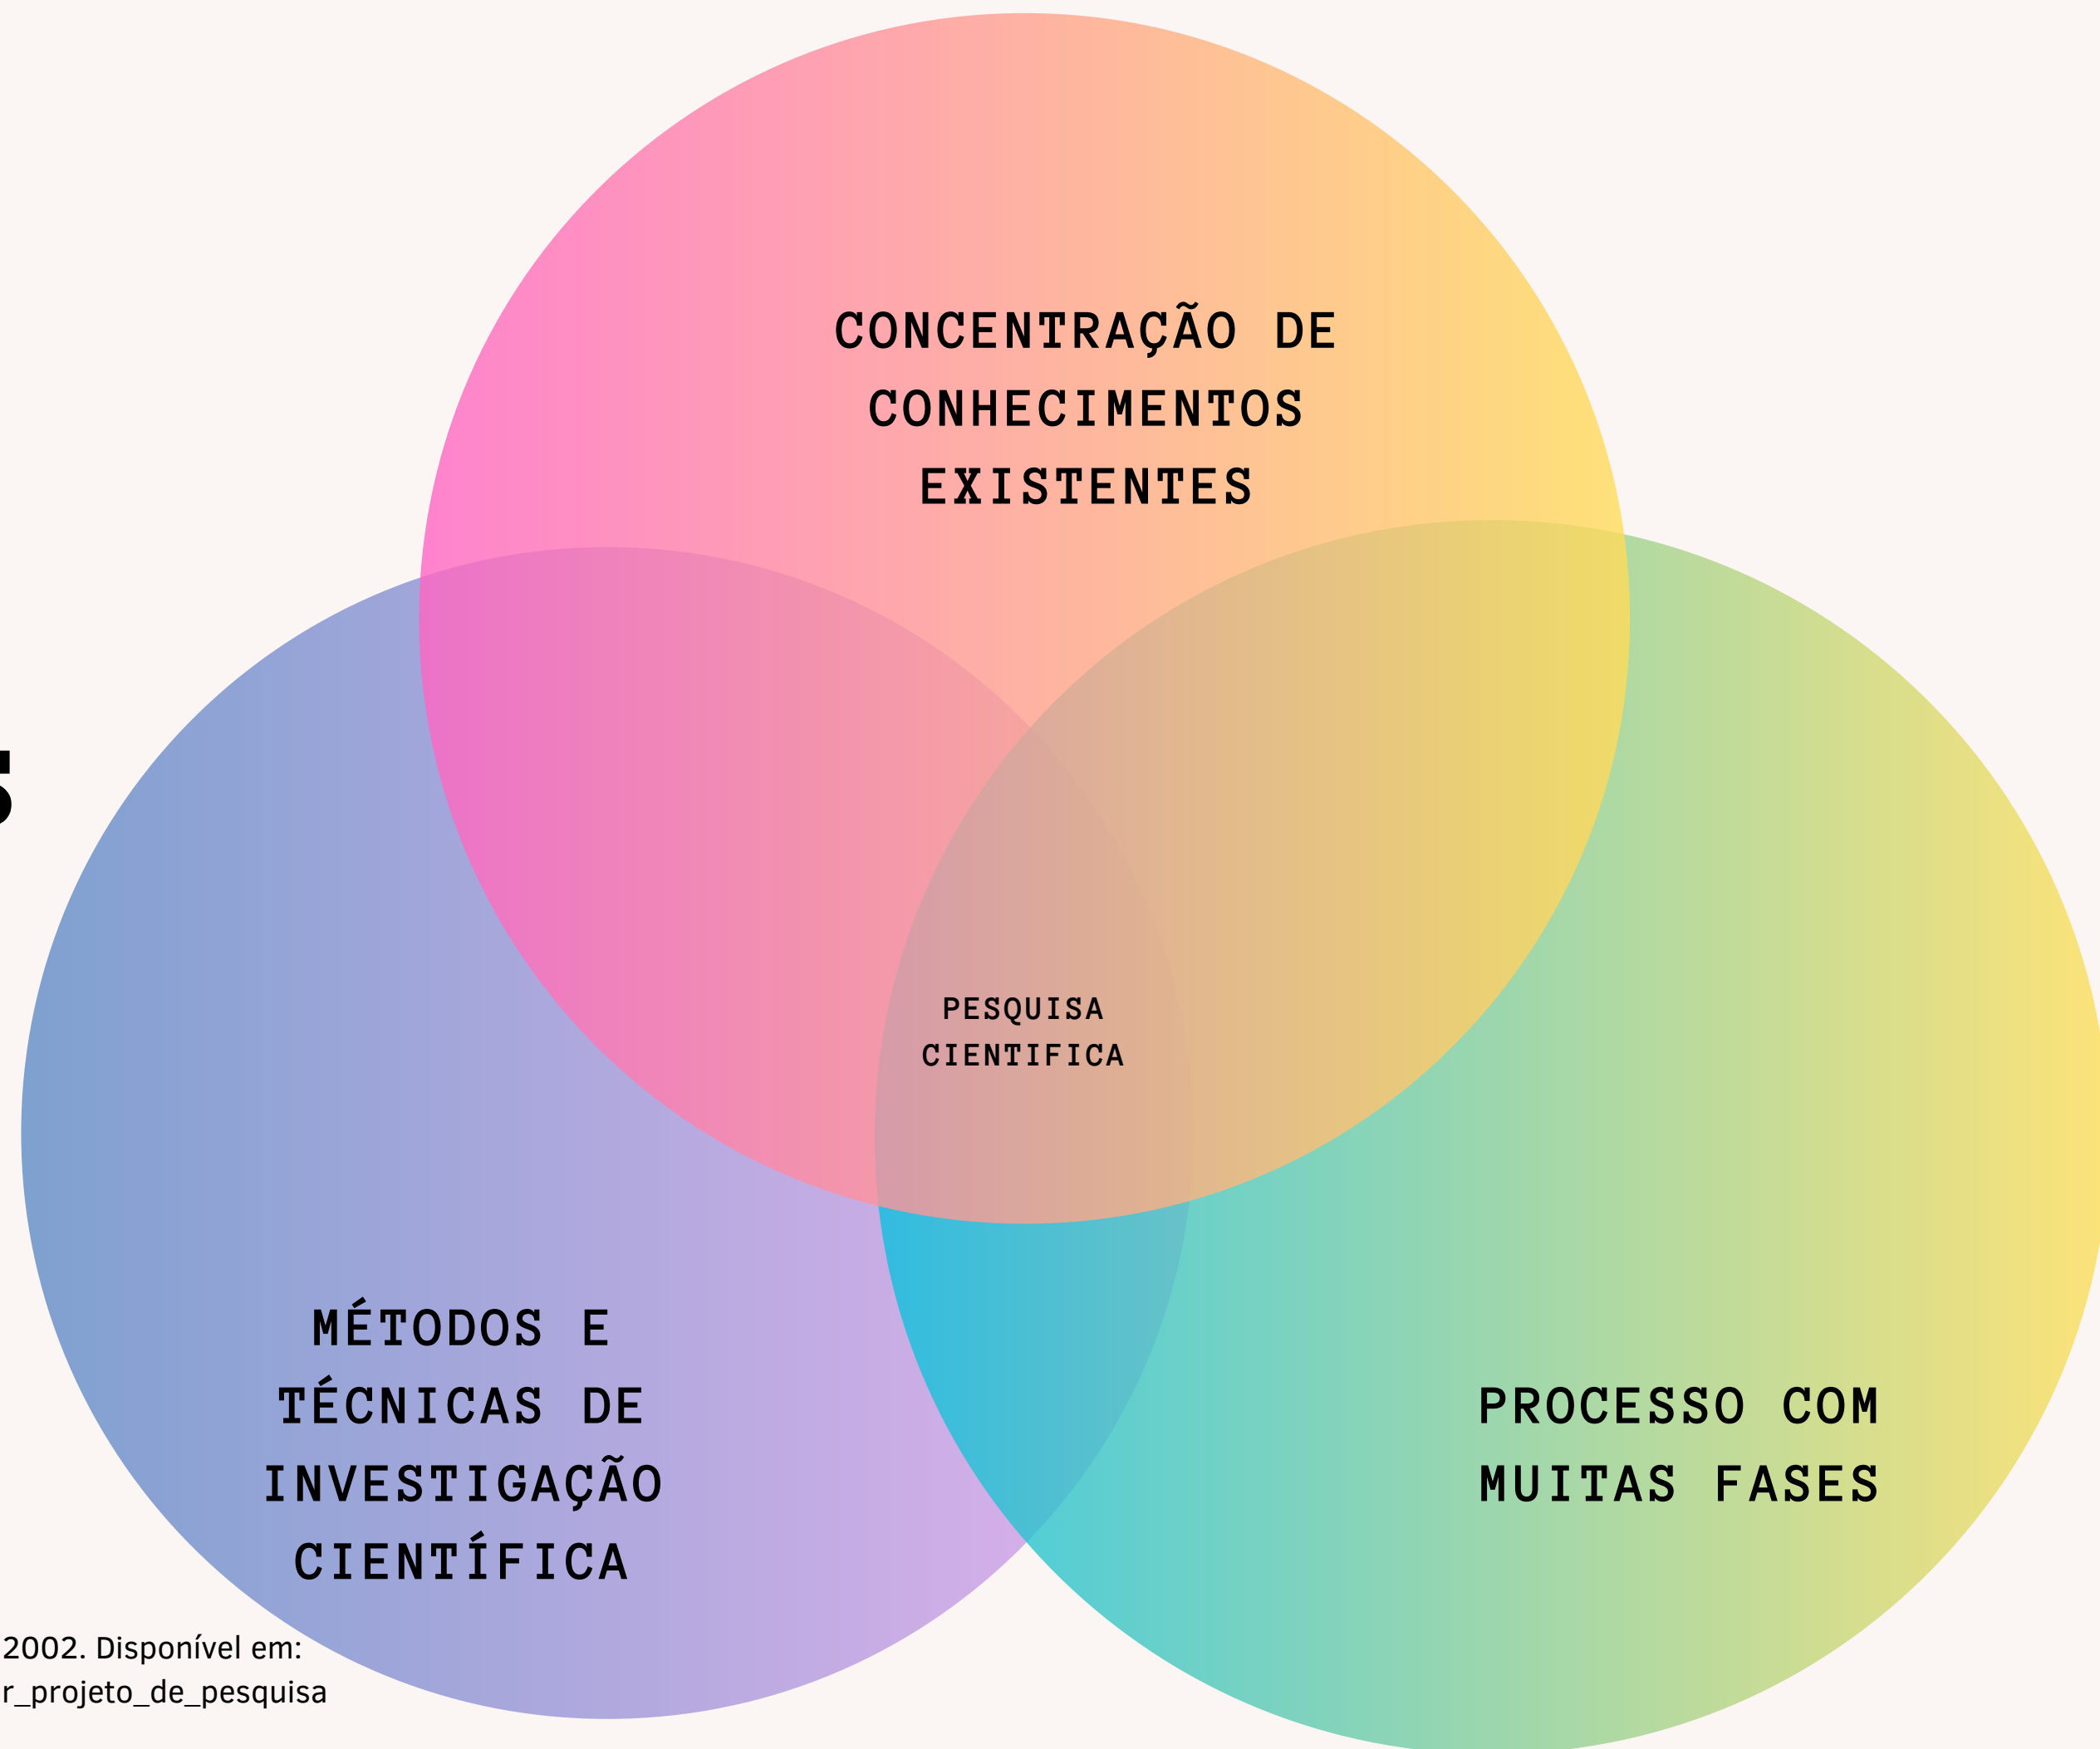 CONCENTRAÇÃO DE
CONHECIMENTOS
EXISTENTES
PESQUISA
CIENTIFICA
MÉTODOS E
TÉCNICAS DE
INVESTIGAÇÃO
CIENTÍFICA
PROCESSO COM
MUITAS FASES
2002. Disponível em:
r_projeto_de_pesquisa